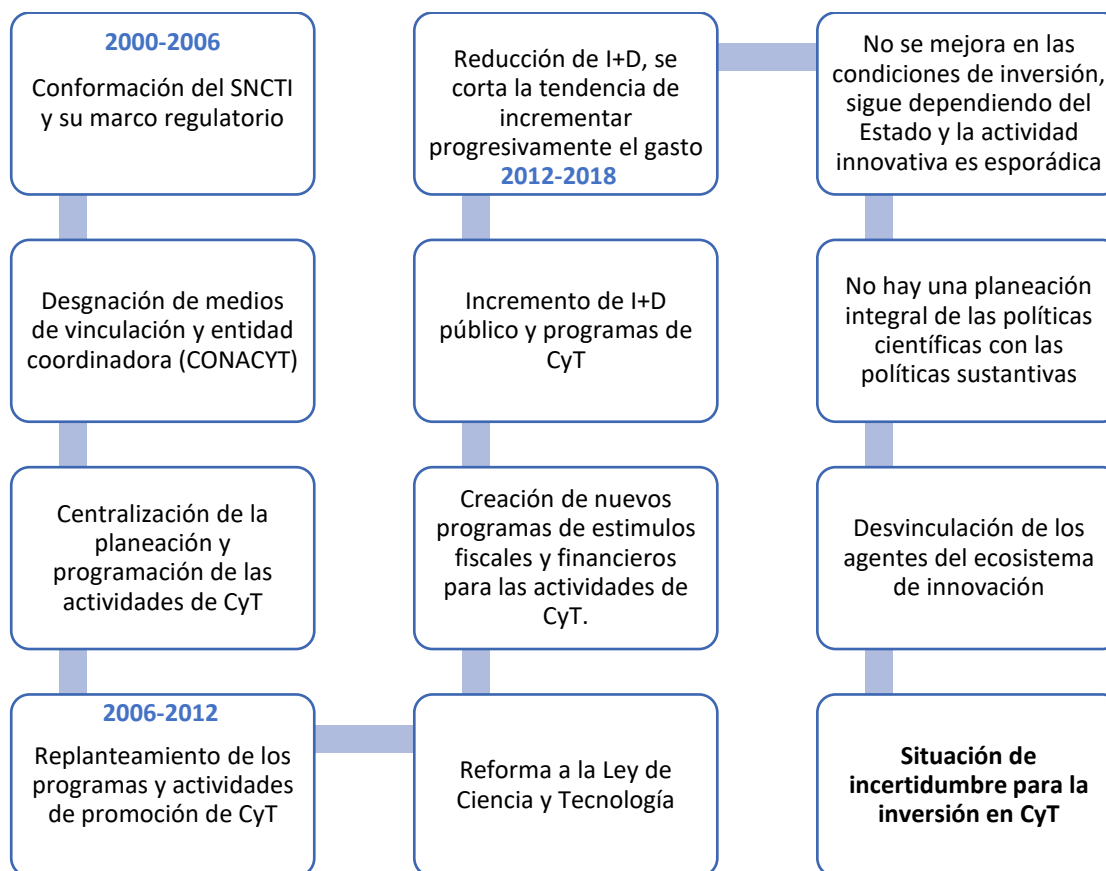 2000-2006
Conformación del SNCTI
y su marco regulatorio
Desgnación de medios
de vinculación y entidad
coordinadora (CONACYT)
Centralización de la
planeación y
programación de las
actividades de CyT
2006-2012
Replanteamiento de los
programas y actividades
de promoción de CyT
Reforma a la Ley de
Ciencia y Tecnología
Creación de nuevos
programas de estimulos
fiscales y financieros
para las actividades de
CyT.
Incremento de I+D
público y programas de
CyT
Reducción de I+D, se
corta la tendencia de
incrementar
progresivamente el gasto
2012-2018
No se mejora en las
condiciones de inversión,
sigue dependiendo del
Estado y la actividad
innovativa es esporádica
No hay una planeación
integral de las políticas
científicas con las
políticas sustantivas
Desvinculación de los
agentes del ecosistema
de innovación
Situación de
incertidumbre para la
inversión en CyT